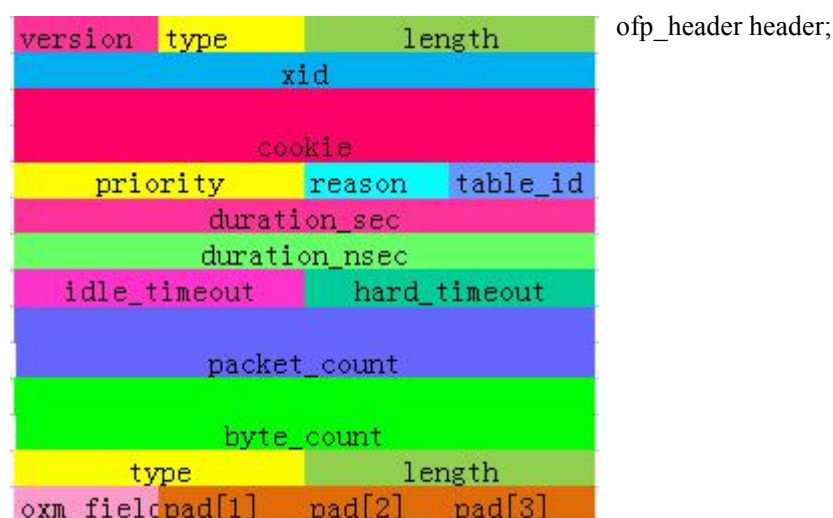 version type length
ofp_header header;
xid
cookie
priority reason table_id
duration_sec
duration_nsec
idle_timeout hard_timeout
packet_count
byte_count
type length
oxm_field pad[1] pad[2] pad[3]